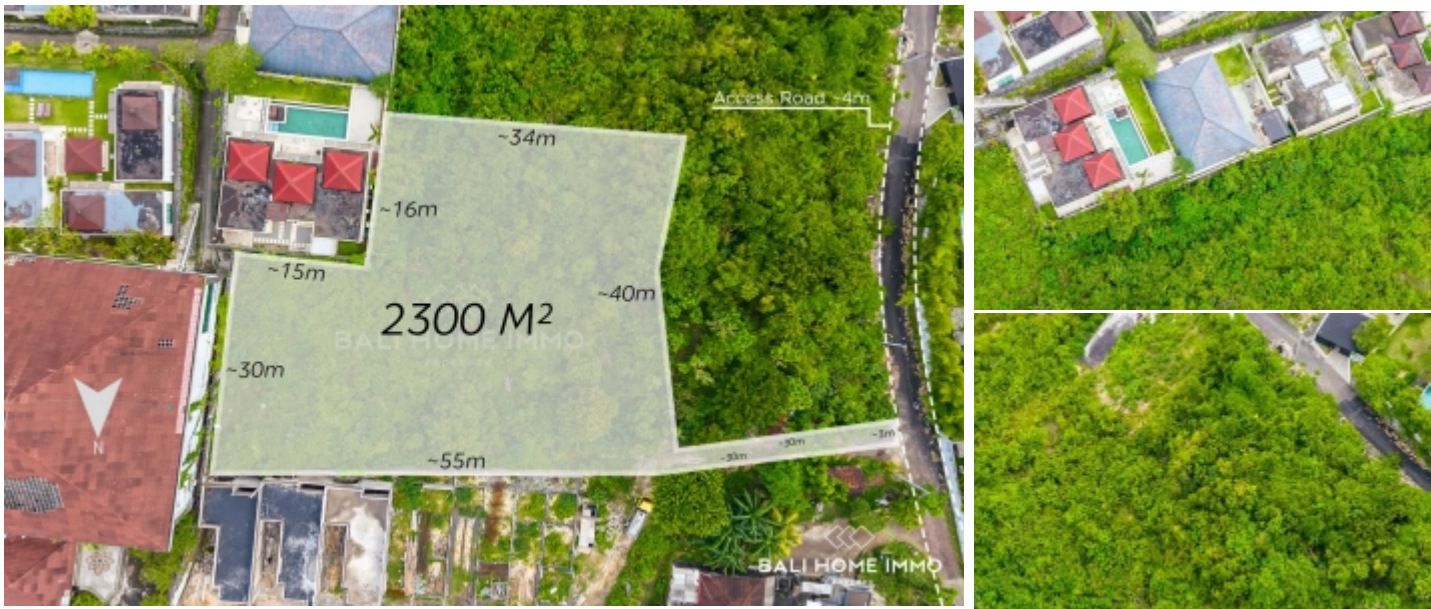 Access Road ~4m
~34m
~16m
~15m
~40m
2300 M²
BALI HOME IMMO
~30m
N
~55m
~30m
~3m
~30m
BALI HOME IMMO